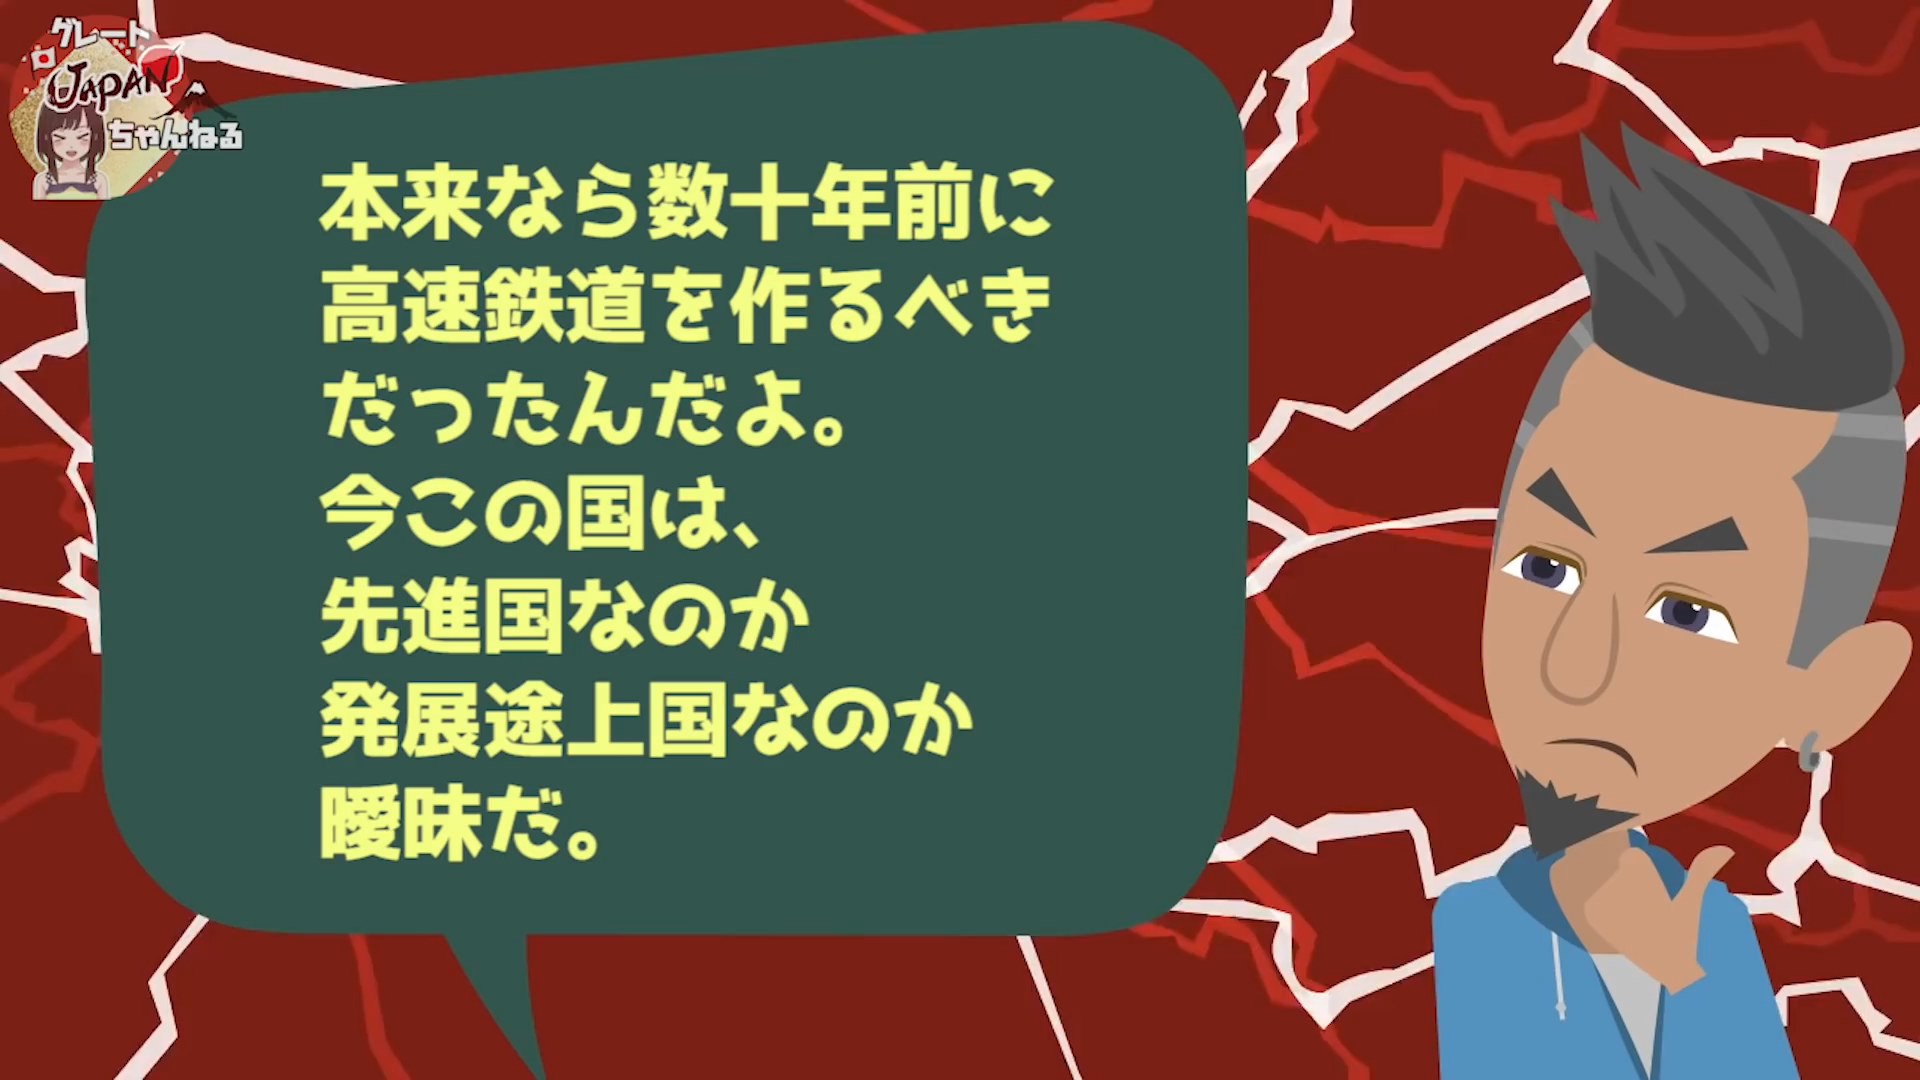 グレート
JAPAN
ちゃんねる
本来なら数十年前に
高速鉄道を作るべき
だったんだよ。
今この国は、
先進国なのか
発展途上国なのか
曖昧だ。